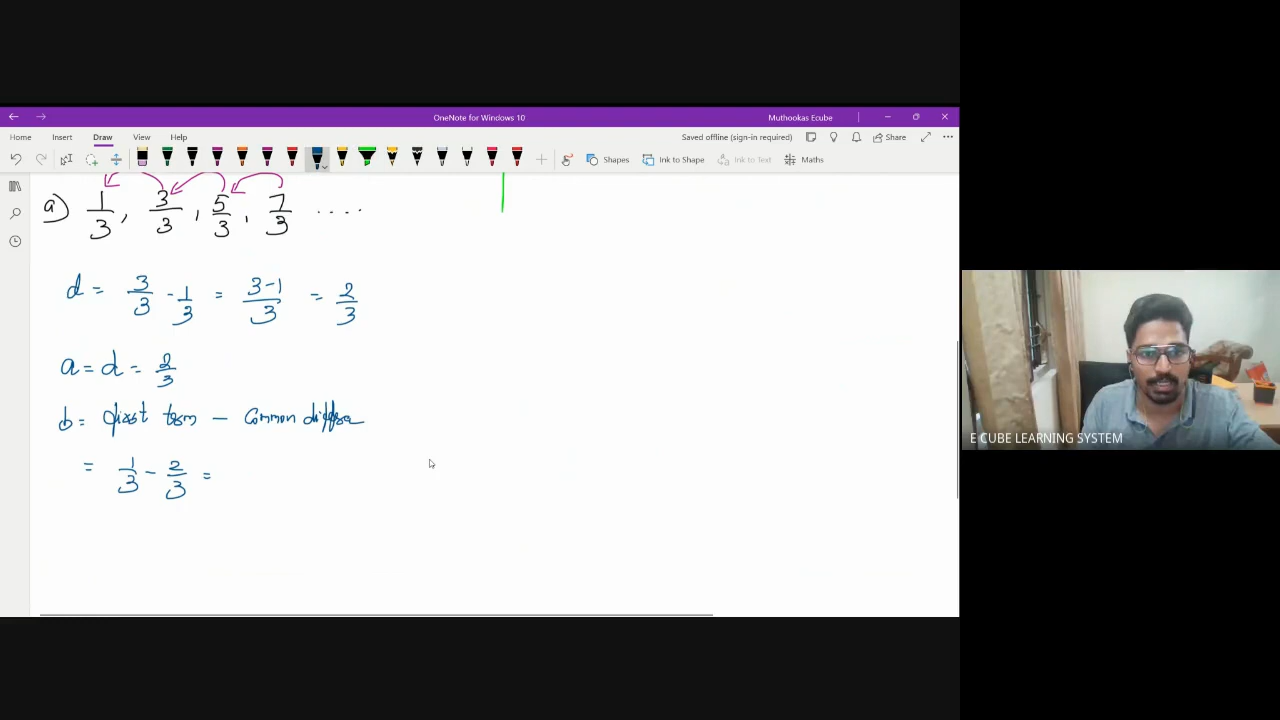 OneNote for Windows 10
Muthookas Ecube
Home Insert Draw View Help
Saved offline (sign-in required)
Share
Shapes
Ink to Shape
Ink to Text
Maths
a) 1/3, 3/3, 5/3, 7/3 ....
d = 3/3 - 1/3 = 3-1/3 = 2/3
a = d = 2/3
b = first term - Common
= 1/3 - 2/3 =
E CUBE LEARNING SYSTEM